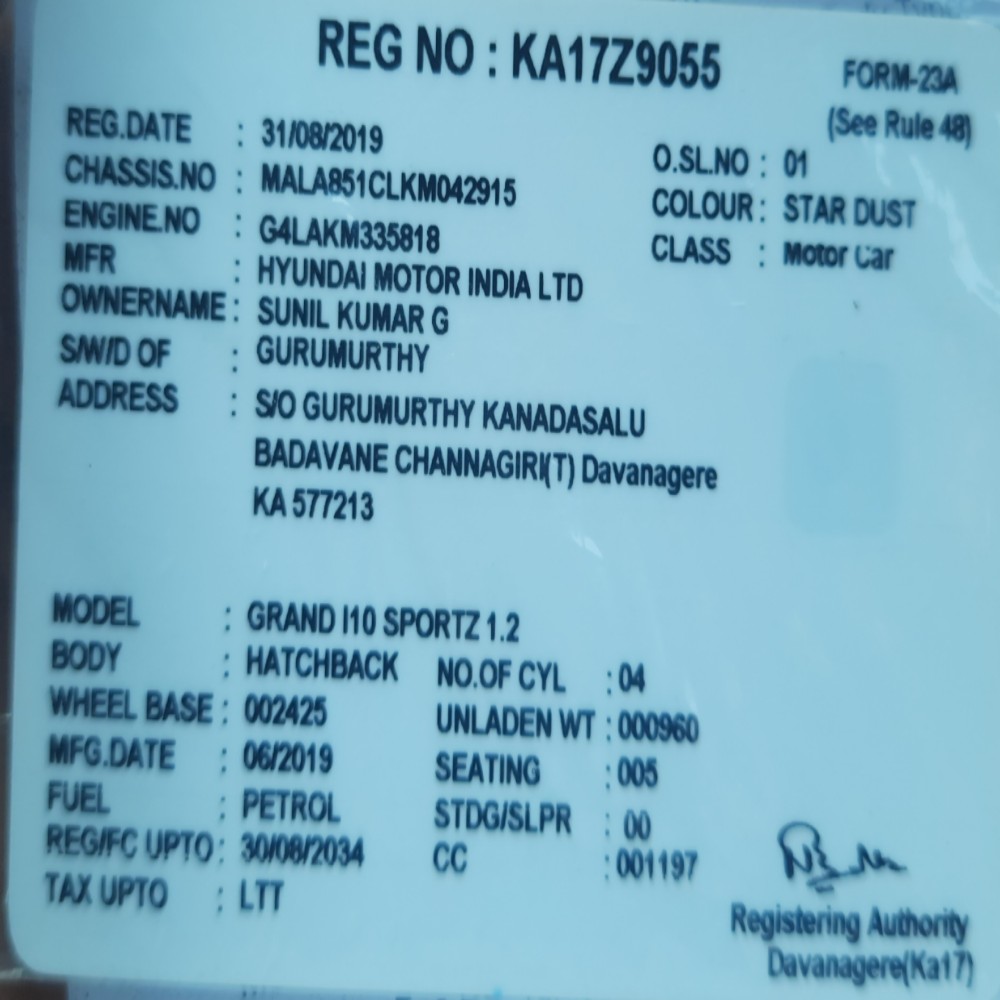 REG NO : KA17Z9055
FORM-23A
(See Rule 48)
REG.DATE : 31/08/2019
O.SL.NO : 01
CHASSIS.NO : MALA851CLKM042915
COLOUR : STAR DUST
ENGINE.NO : G4LAKM335818
CLASS : Motor Car
MFR : HYUNDAI MOTOR INDIA LTD
OWNERNAME : SUNIL KUMAR G
S/W/D OF : GURUMURTHY
ADDRESS : S/O GURUMURTHY KANADASALU
BADAVANE CHANNAGIRI(T) Davanagere
KA 577213
MODEL : GRAND I10 SPORTZ 1.2
BODY : HATCHBACK NO.OF CYL : 04
WHEEL BASE : 002425 UNLADEN WT : 000960
MFG.DATE : 06/2019 SEATING : 005
FUEL : PETROL STDG/SLPR : 00
REG/FC UPTO : 30/08/2034 CC : 001197
TAX UPTO : LTT
Registering Authority
Davanagere(Ka17)